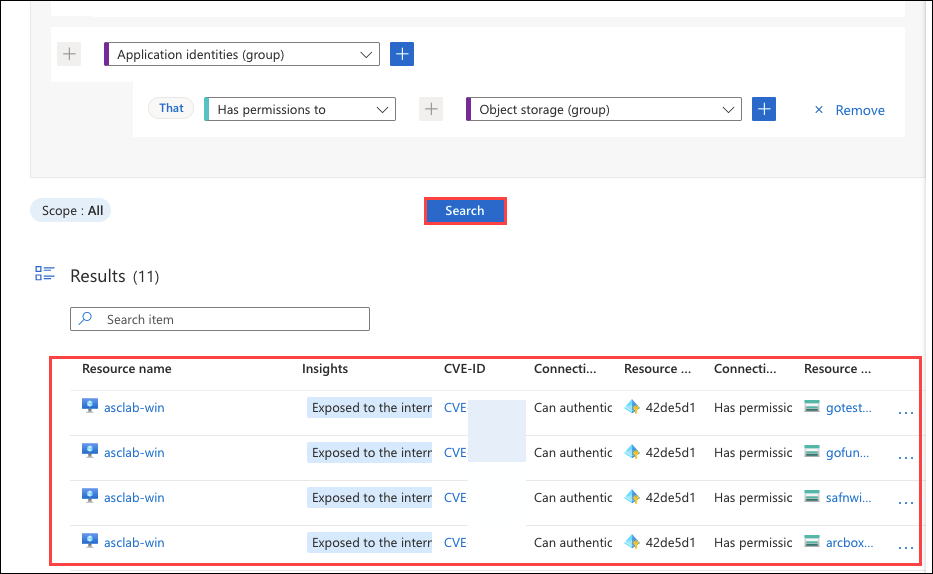 Application identities (group)
That Has permissions to Object storage (group) Remove
Scope : All Search
Results (11)
Search item
Resource name Insights CVE-ID Connecti... Resource ... Connecti... Resource ...
asclab-win Exposed to the intern CVE Can authentic 42de5d1 Has permissic gotest... ...
asclab-win Exposed to the intern CVE Can authentic 42de5d1 Has permissic gofun... ...
asclab-win Exposed to the intern CVE Can authentic 42de5d1 Has permissic safnwi... ...
asclab-win Exposed to the intern CVE Can authentic 42de5d1 Has permissic arcbox... ...